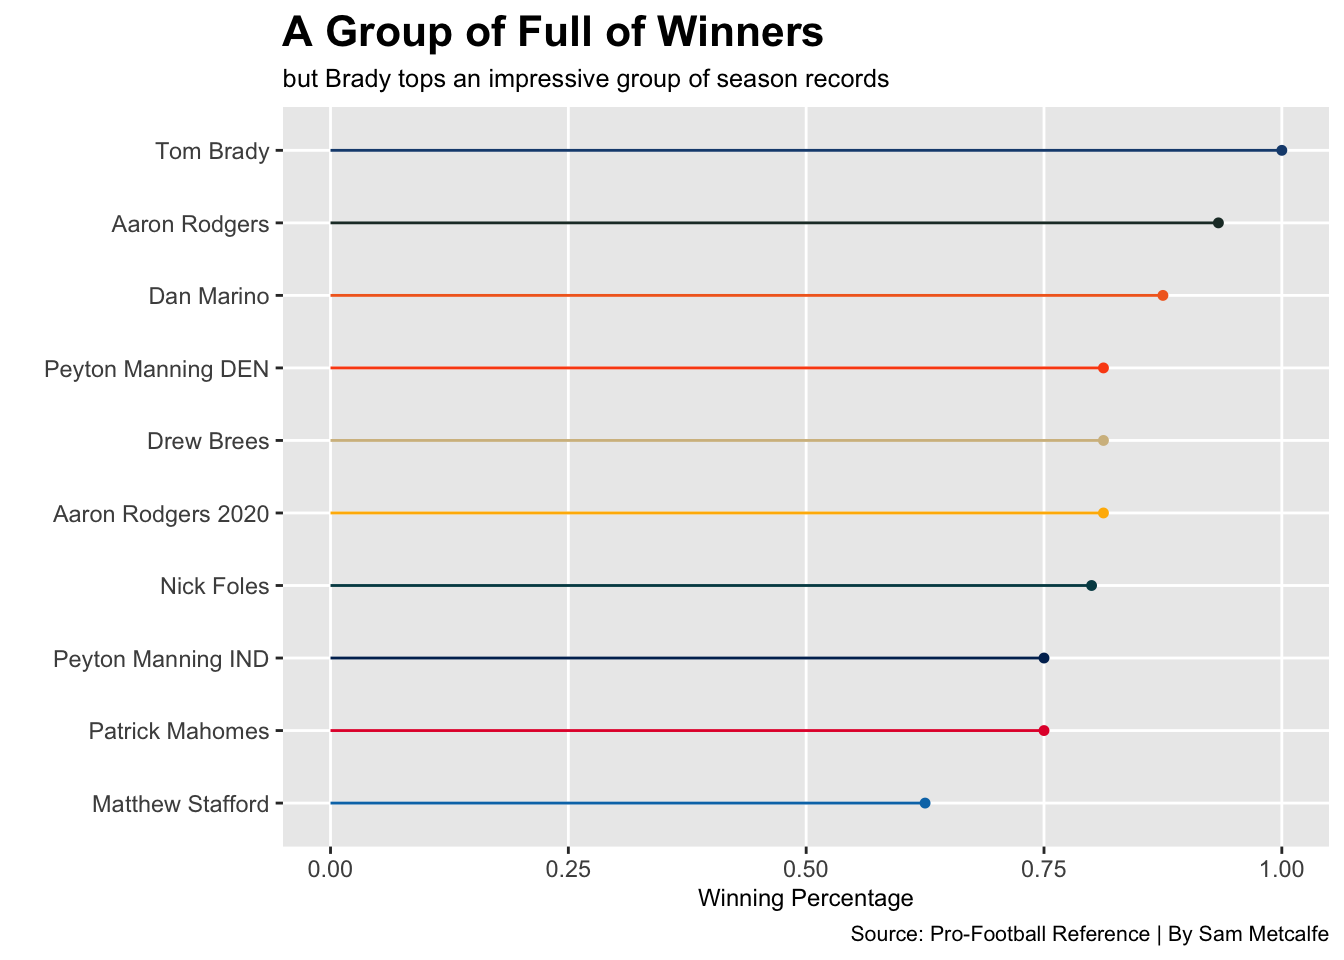 A Group of Full of Winners
but Brady tops an impressive group of season records
Tom Brady
Aaron Rodgers
Dan Marino
Peyton Manning DEN
Drew Brees
Aaron Rodgers 2020
Nick Foles
Peyton Manning IND
Patrick Mahomes
Matthew Stafford
0.00 0.25 0.50 0.75 1.00
Winning Percentage
Source: Pro-Football Reference | By Sam Metcalfe